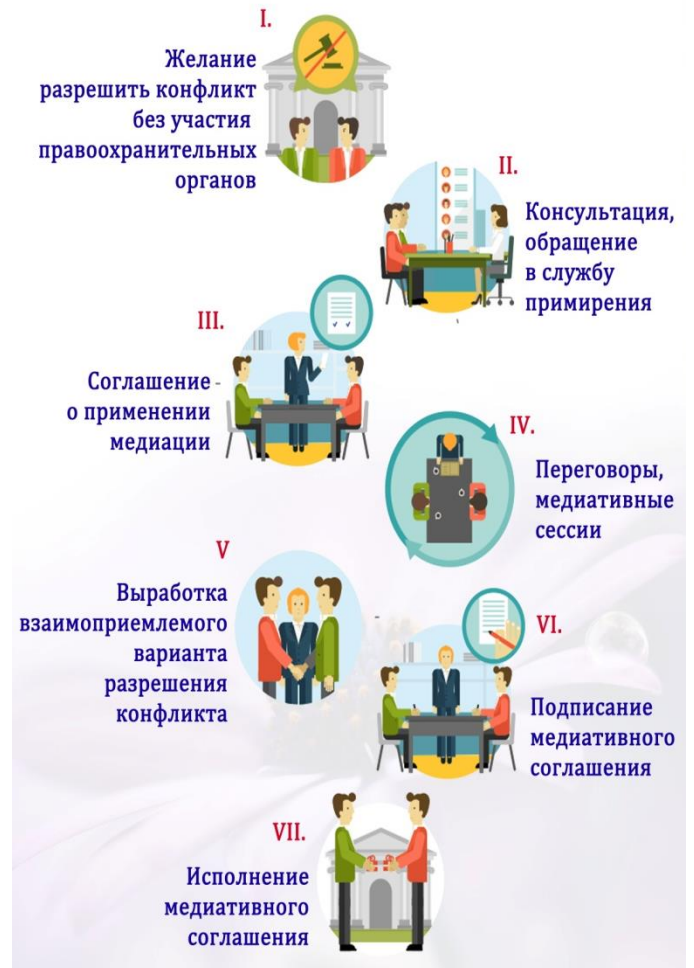 I.
Желание
разрешить конфликт
без участия
правоохранительных
органов
II.
Консультация,
обращение
в службу
примирения
III.
Соглашение -
о применении
медиации
IV.
Переговоры,
медиативные
сессии
V
Выработка
взаимоприемлемого
варианта
разрешения
конфликта
VI.
Подписание
медиативного
соглашения
VII.
Исполнение
медиативного
соглашения